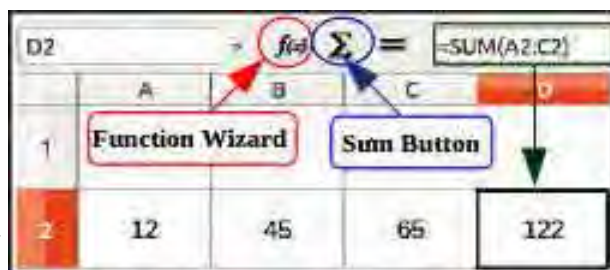 D2 f(x) Σ = =SUM(A2:C2)
A B C D
1 Function Wizard Sum Button
2 12 45 65 122